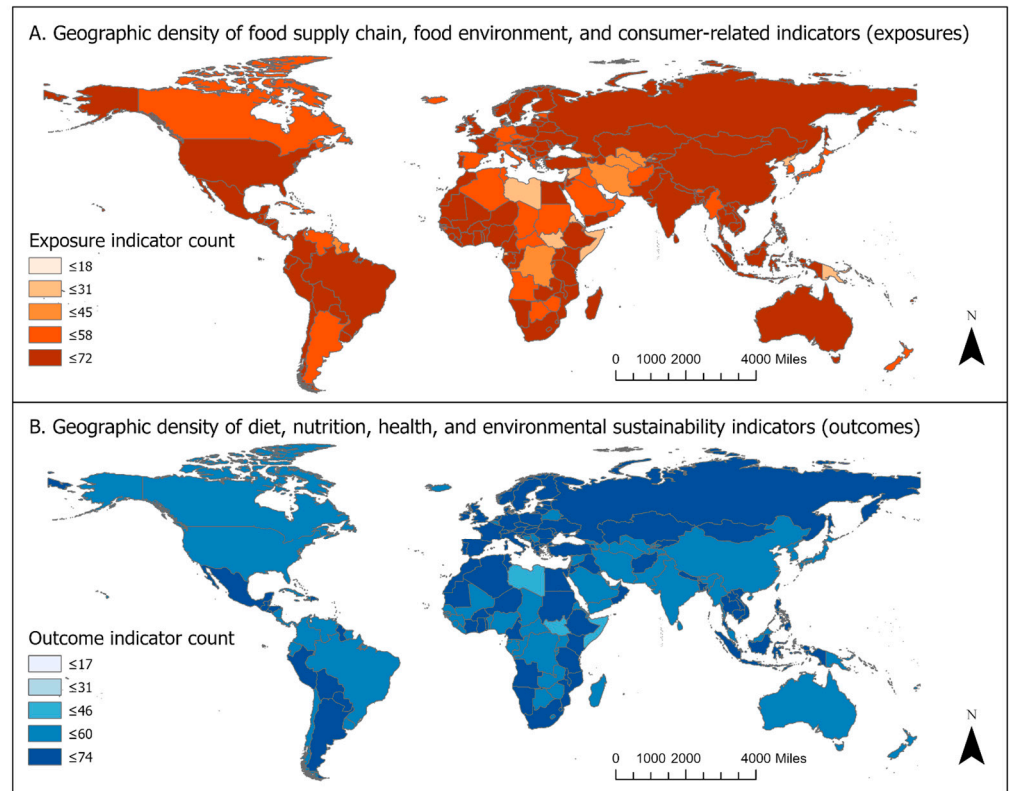 A. Geographic density of food supply chain, food environment, and consumer-related indicators (exposures)
Exposure indicator count
≤18
≤31
≤45
≤58
≤72
N
0 1000 2000 4000 Miles
B. Geographic density of diet, nutrition, health, and environmental sustainability indicators (outcomes)
Outcome indicator count
≤17
≤31
≤46
≤60
≤74
N
0 1000 2000 4000 Miles